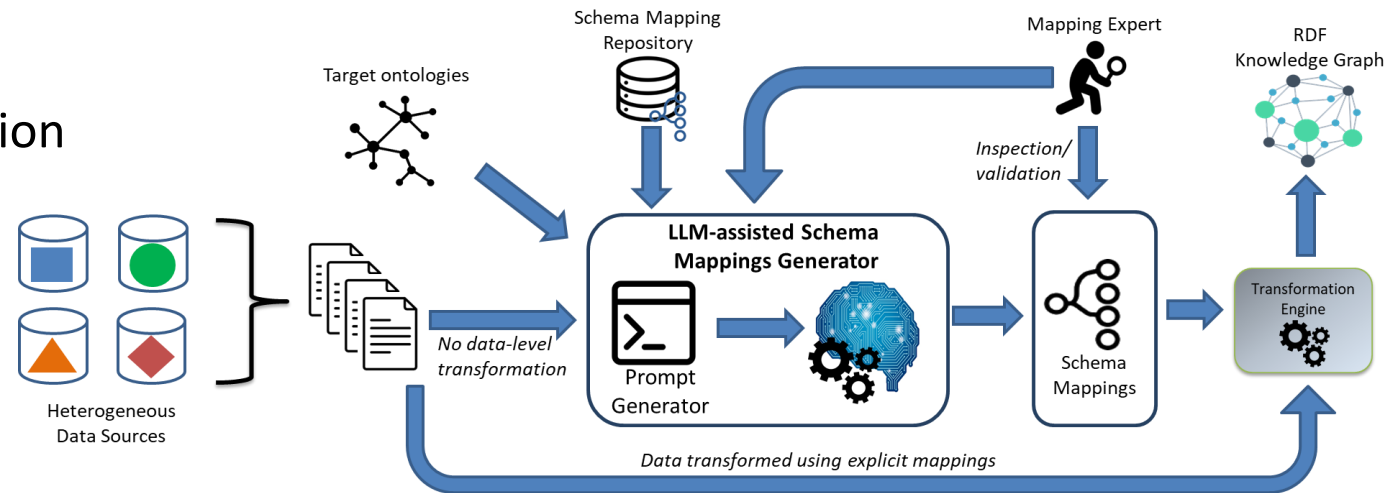 ion
Schema Mapping
Repository
Mapping Expert
RDF
Knowledge Graph
Target ontologies
Inspection/
validation
LLM-assisted Schema
Mappings Generator
Transformation
Engine
No data-level
transformation
Prompt
Generator
Schema
Mappings
Heterogeneous
Data Sources
Data transformed using explicit mappings